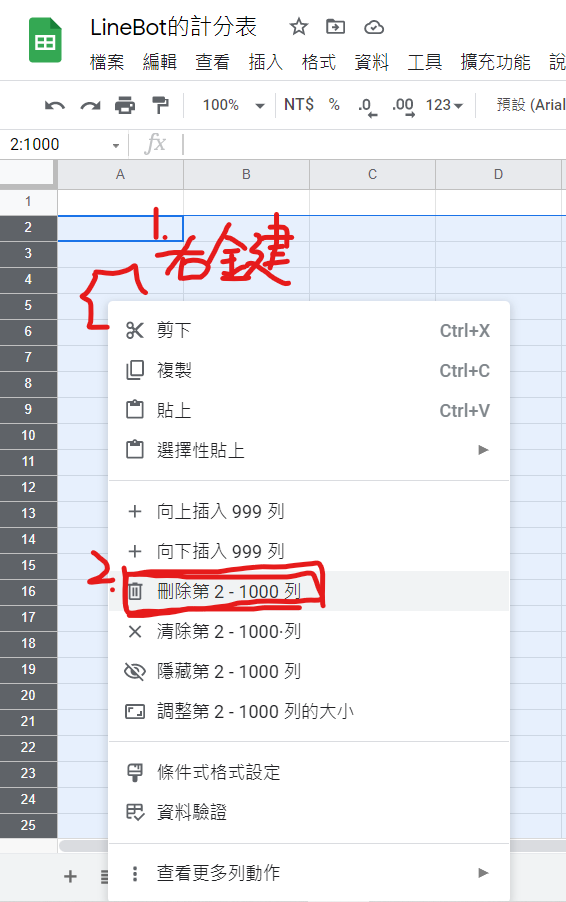 LineBot的計分表
檔案 編輯 查看 插入 格式 資料 工具 擴充功能 說
100% NT$ % .0 .00 123 預設 (Arial
2:1000 fx
A B C D
1
2
1.
右鍵
3
4
5
6
7
8
9
10
11
12
13
14
15
16
17
18
19
20
21
22
23
24
25
剪下 Ctrl+X
複製 Ctrl+C
貼上 Ctrl+V
選擇性貼上
向上插入 999 列
向下插入 999 列
2.
刪除第 2 - 1000 列
清除第 2 - 1000 列
隱藏第 2 - 1000 列
調整第 2 - 1000 列的大小
條件式格式設定
資料驗證
查看更多列動作